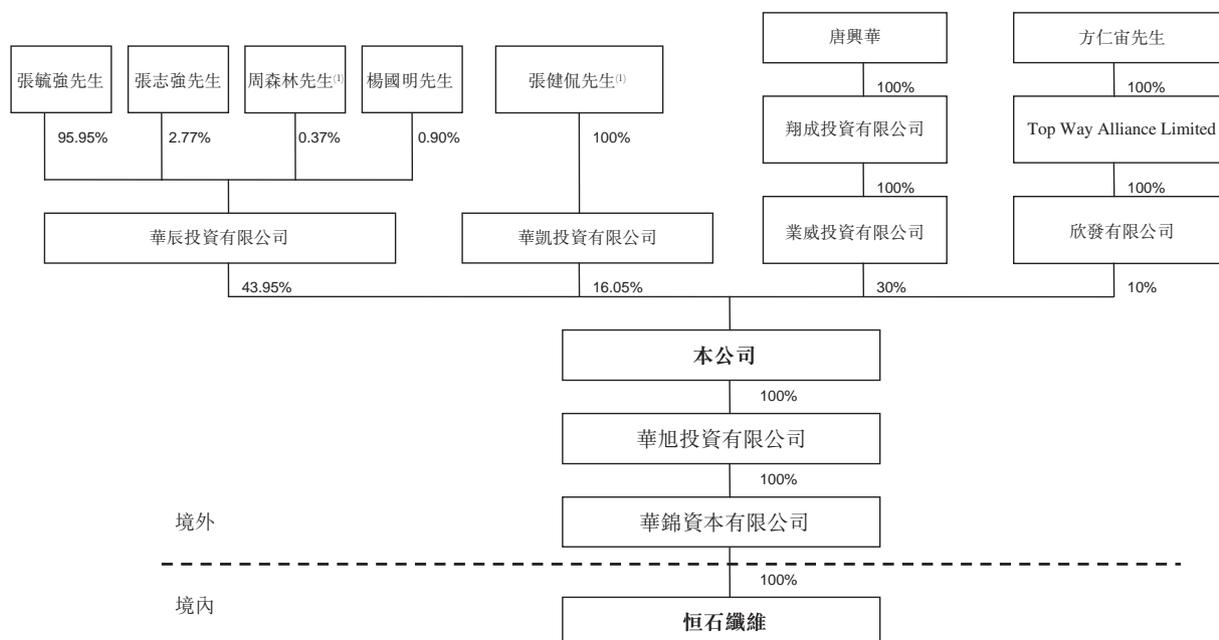 唐興華
方仁宙先生
張毓強先生
張志強先生
周森林先生(1)
楊國明先生
張健侃先生(1)
100%
100%
翔成投資有限公司
Top Way Alliance Limited
95.95%
2.77%
0.37%
0.90%
100%
100%
100%
華辰投資有限公司
華凱投資有限公司
業威投資有限公司
欣發有限公司
43.95%
16.05%
30%
10%
本公司
100%
華旭投資有限公司
100%
境外
華錦資本有限公司
100%
境內
恒石纖維